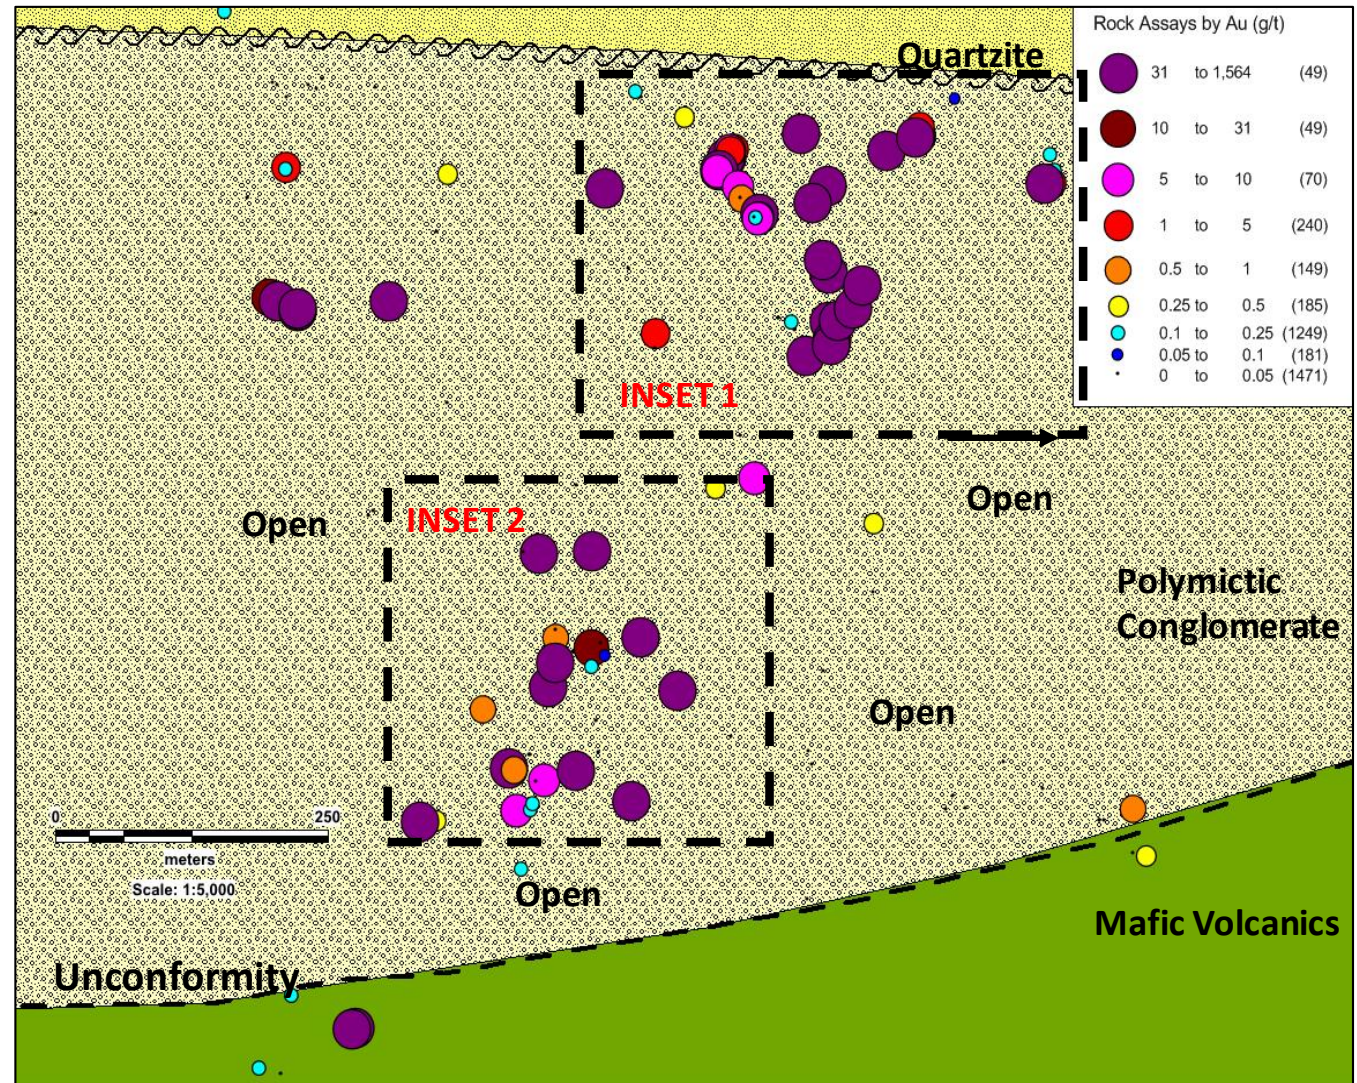 Quartzite
Rock Assays by Au (g/t)
31 to 1,564 (49)
10 to 31 (49)
5 to 10 (70)
1 to 5 (240)
0.5 to 1 (149)
0.25 to 0.5 (185)
0.1 to 0.25 (1249)
0.05 to 0.1 (181)
0 to 0.05 (1471)
INSET 1
Open
Open
INSET 2
Polymictic
Conglomerate
Open
0 250
meters
Scale: 1:5,000
Open
Mafic Volcanics
Unconformity